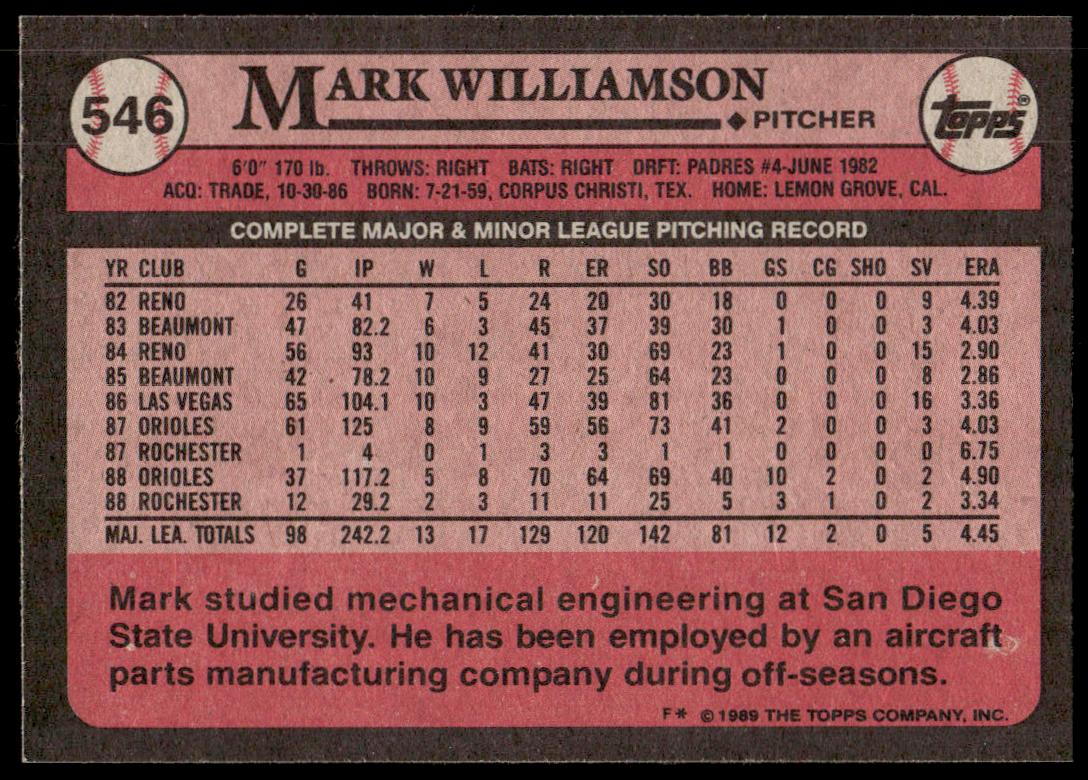 546 MARK WILLIAMSON ◆ PITCHER topps®
6'0" 170 lb. THROWS: RIGHT BATS: RIGHT DRFT: PADRES #4-JUNE 1982
ACQ: TRADE, 10-30-86 BORN: 7-21-59, CORPUS CHRISTI, TEX. HOME: LEMON GROVE, CAL.
COMPLETE MAJOR & MINOR LEAGUE PITCHING RECORD
YR CLUB G IP W L R ER SO BB GS CG SHO SV ERA
82 RENO 26 41 7 5 24 20 30 18 0 0 0 9 4.39
83 BEAUMONT 47 82.2 6 3 45 37 39 30 1 0 0 3 4.03
84 RENO 56 93 10 12 41 30 69 23 1 0 0 15 2.90
85 BEAUMONT 42 78.2 10 9 27 25 64 23 0 0 0 8 2.86
86 LAS VEGAS 65 104.1 10 3 47 39 81 36 0 0 0 16 3.36
87 ORIOLES 61 125 8 9 59 56 73 41 2 0 0 3 4.03
87 ROCHESTER 1 4 0 1 3 3 1 1 0 0 0 0 6.75
88 ORIOLES 37 117.2 5 8 70 64 69 40 10 2 0 2 4.90
88 ROCHESTER 12 29.2 2 3 11 11 25 5 3 1 0 2 3.34
MAJ. LEA. TOTALS 98 242.2 13 17 129 120 142 81 12 2 0 5 4.45
Mark studied mechanical engineering at San Diego
State University. He has been employed by an aircraft
parts manufacturing company during off-seasons.
F* © 1989 THE TOPPS COMPANY, INC.